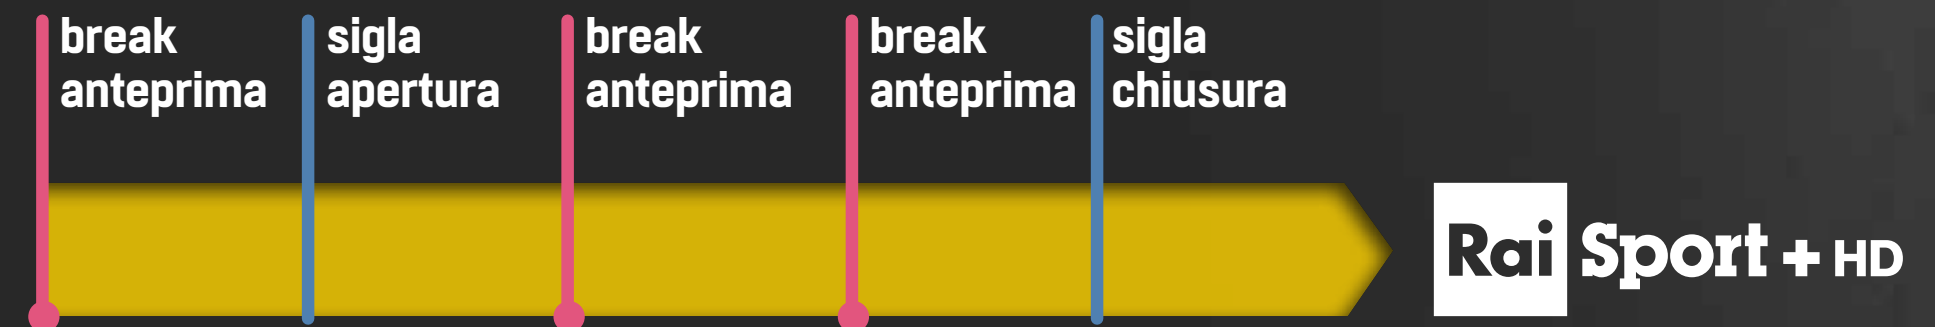 break
anteprima
sigla
apertura
break
anteprima
break
anteprima
sigla
chiusura
Rai Sport + HD